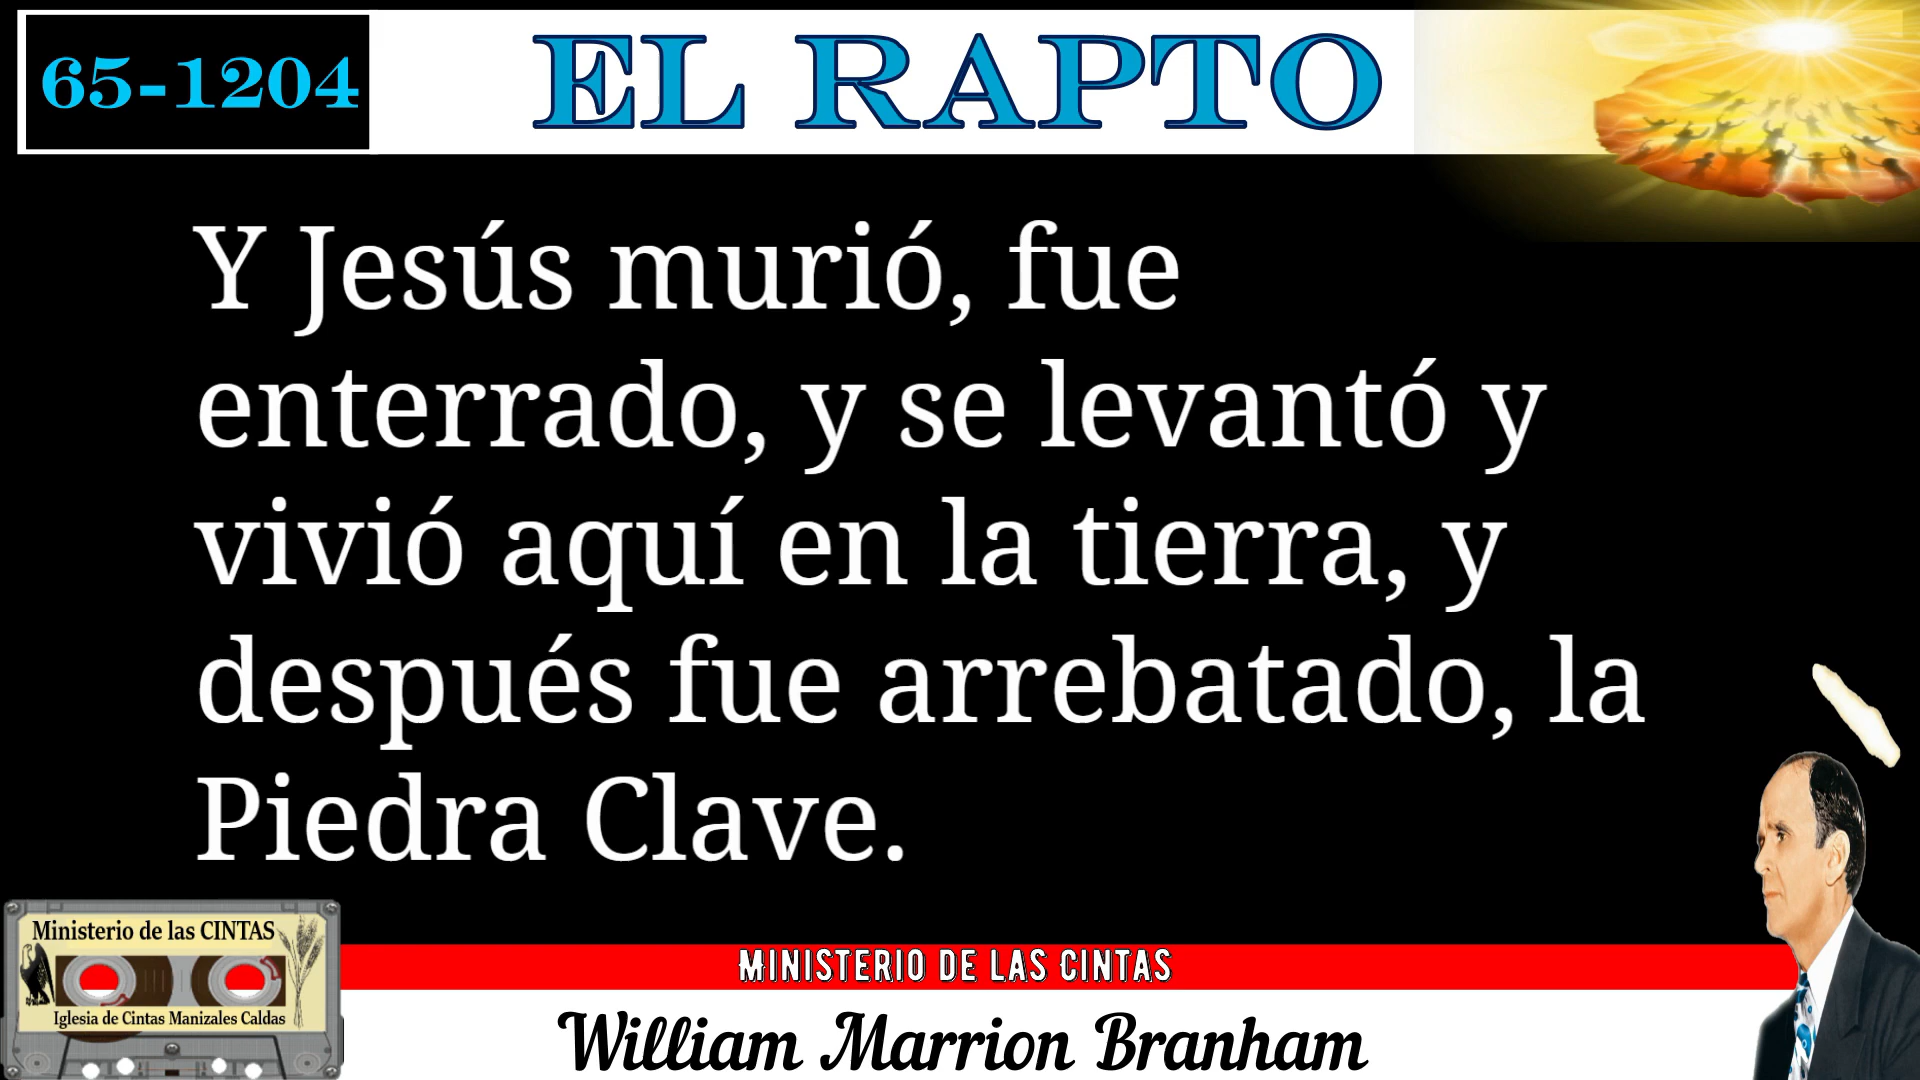 65-1204
EL RAPTO
Y Jesús murió, fue
enterrado, y se levantó y
vivió aquí en la tierra, y
después fue arrebatado, la
Piedra Clave.
Ministerio de las CINTAS
Iglesia de Cintas Manizales Caldas
MINISTERIO DE LAS CINTAS
William Marrion Branham